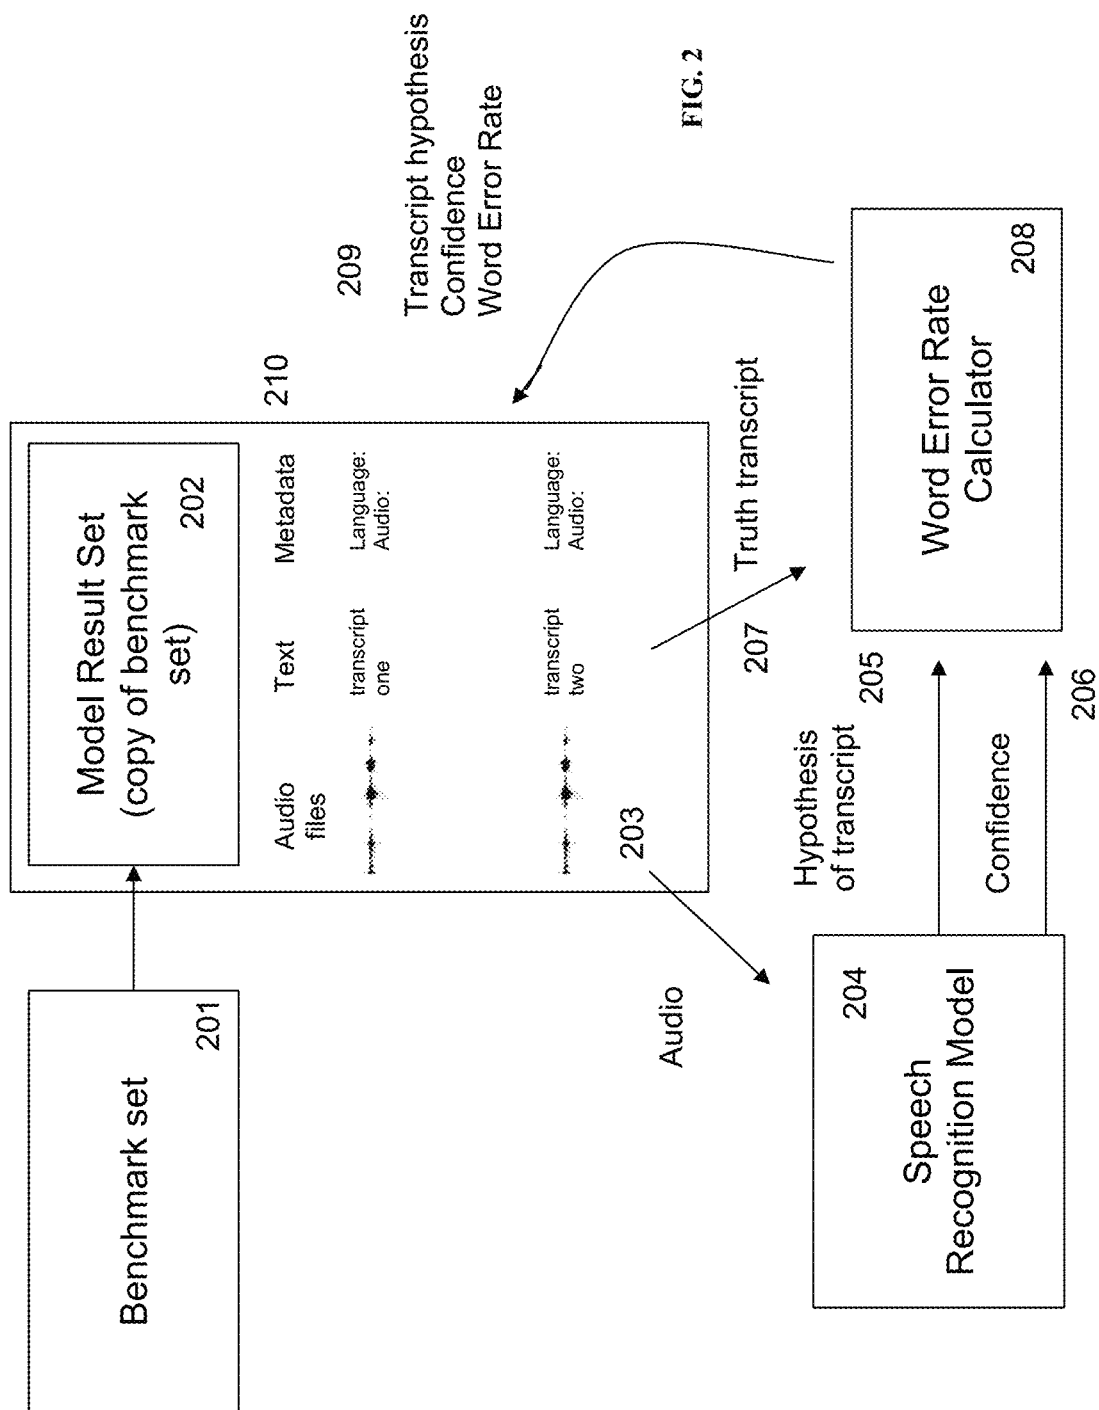 Benchmark set
201
Model Result Set
(copy of benchmark
set)
202
210
Audio
files
Text
Metadata
transcript
one
Language:
Audio:
transcript
two
Language:
Audio:
203
209
Transcript hypothesis
Confidence
Word Error Rate
Audio
207
Truth transcript
204
Speech
Recognition Model
Hypothesis
of transcript
205
Confidence
206
Word Error Rate
Calculator
208
FIG. 2